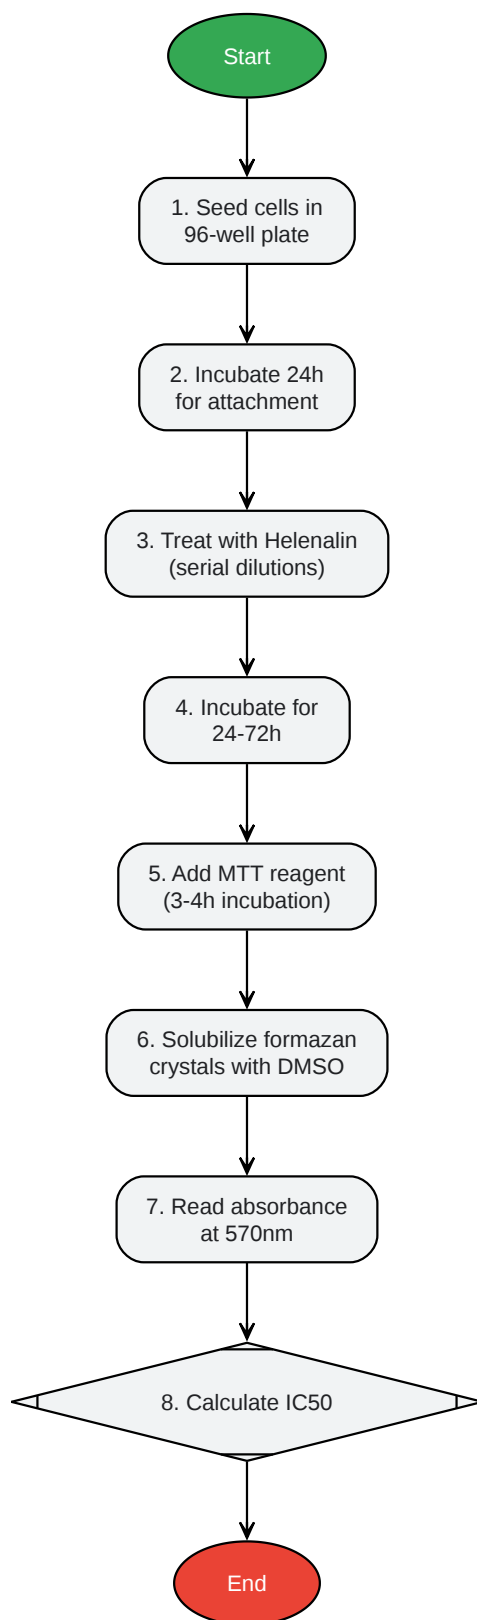 Start
1. Seed cells in
96-well plate
2. Incubate 24h
for attachment
3. Treat with Helenalin
(serial dilutions)
4. Incubate for
24-72h
5. Add MTT reagent
(3-4h incubation)
6. Solubilize formazan
crystals with DMSO
7. Read absorbance
at 570nm
8. Calculate IC50
End